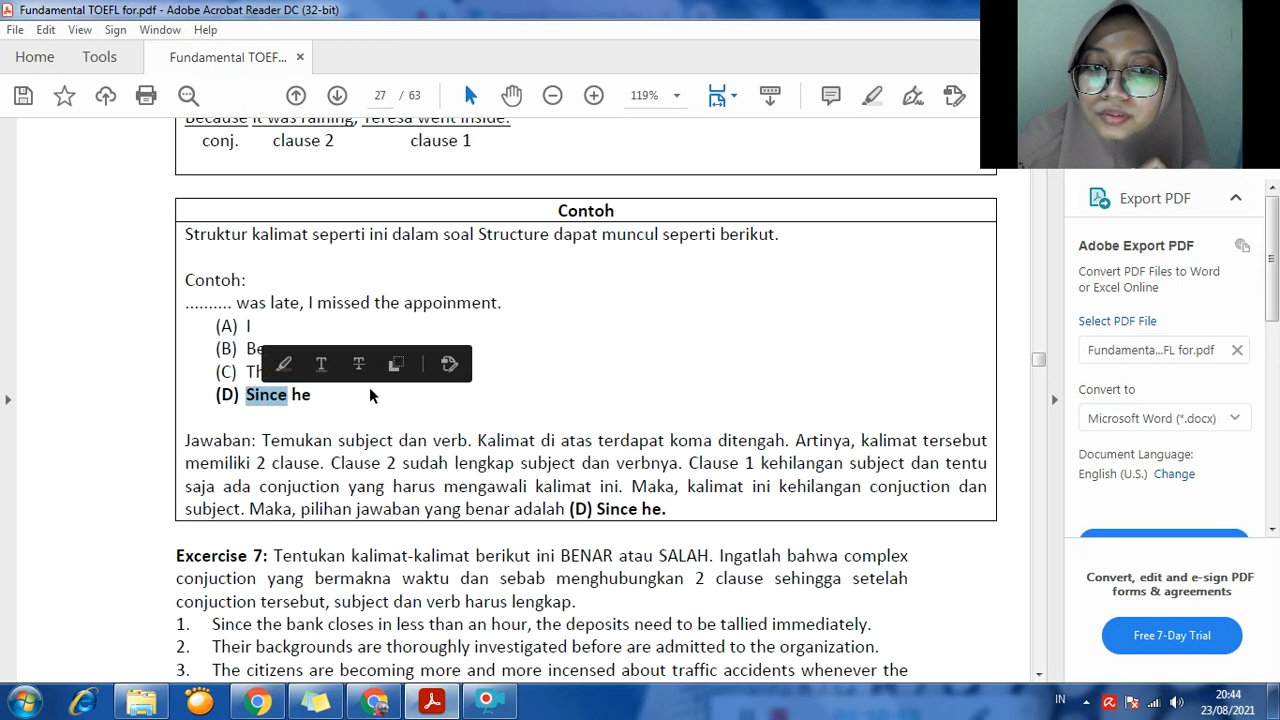 Fundamental TOEFL for.pdf - Adobe Acrobat Reader DC (32-bit)
File Edit View Sign Window Help
Home Tools Fundamental TOEF... ×
27 / 63 119%
Because it was raining, Teresa went inside.
conj. clause 2 clause 1
Contoh
Struktur kalimat seperti ini dalam soal Structure dapat muncul seperti berikut.
Contoh:
.......... was late, I missed the appoinment.
(A) I
(B) Be
(C) Th
(D) Since he
Jawaban: Temukan subject dan verb. Kalimat di atas terdapat koma ditengah. Artinya, kalimat tersebut
memiliki 2 clause. Clause 2 sudah lengkap subject dan verbnya. Clause 1 kehilangan subject dan tentu
saja ada conjuction yang harus mengawali kalimat ini. Maka, kalimat ini kehilangan conjuction dan
subject. Maka, pilihan jawaban yang benar adalah (D) Since he.
Excercise 7: Tentukan kalimat-kalimat berikut ini BENAR atau SALAH. Ingatlah bahwa complex
conjuction yang bermakna waktu dan sebab menghubungkan 2 clause sehingga setelah
conjuction tersebut, subject dan verb harus lengkap.
1. Since the bank closes in less than an hour, the deposits need to be tallied immediately.
2. Their backgrounds are thoroughly investigated before are admitted to the organization.
3. The citizens are becoming more and more incensed about traffic accidents whenever the
Export PDF
Adobe Export PDF
Convert PDF Files to Word
or Excel Online
Select PDF File
Fundamenta...FL for.pdf
Convert to
Microsoft Word (*.docx)
Document Language:
English (U.S.) Change
Convert, edit and e-sign PDF
forms & agreements
Free 7-Day Trial
IN
20:44
23/08/2021